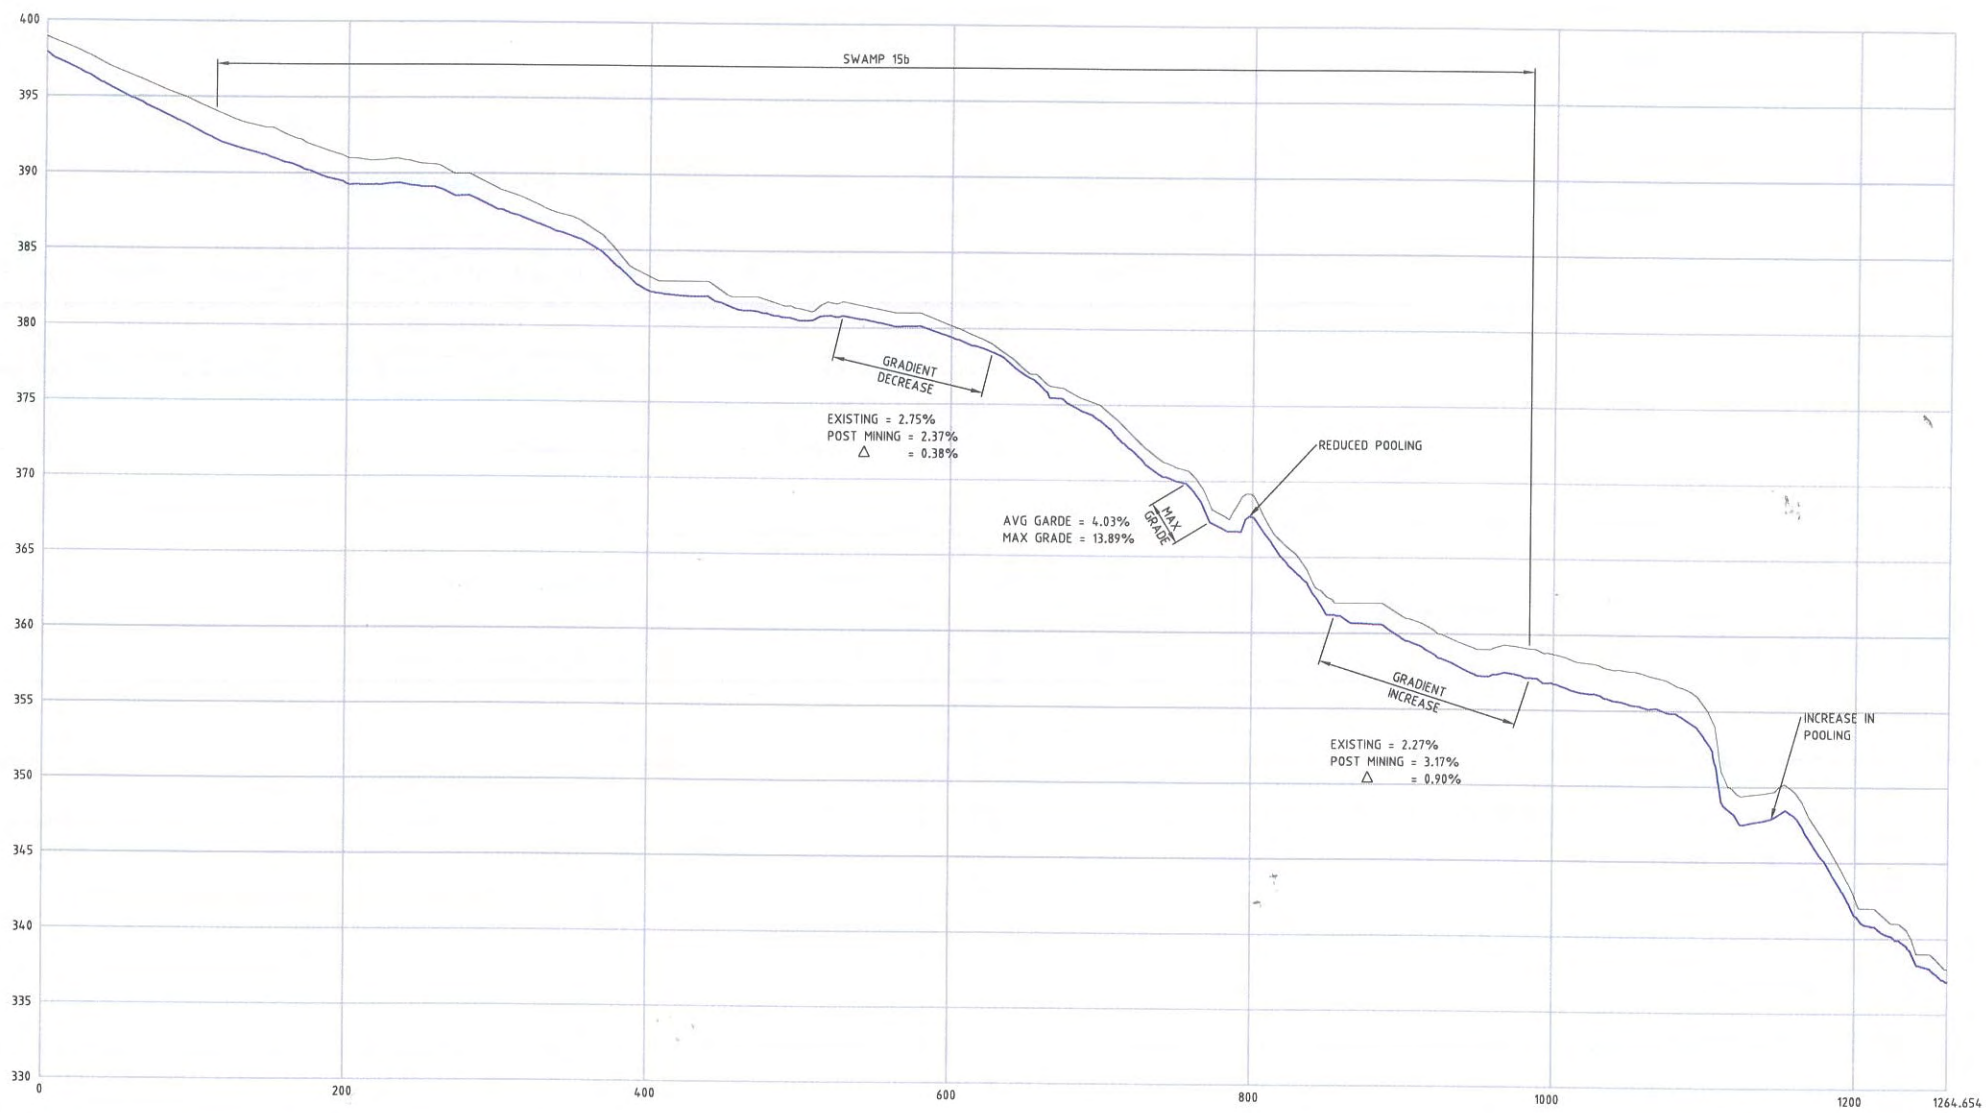 400
SWAMP 15b
395
390
385
380
GRADIENT
DECREASE
375
EXISTING = 2.75%
POST MINING = 2.37%
△ = 0.38%
REDUCED POOLING
370
MAX
GRADE
AVG GARDE = 4.03%
MAX GRADE = 13.89%
365
360
GRADIENT
INCREASE
355
INCREASE IN
POOLING
EXISTING = 2.27%
POST MINING = 3.17%
△ = 0.90%
350
345
340
335
330
0
200
400
600
800
1000
1200
1264.654